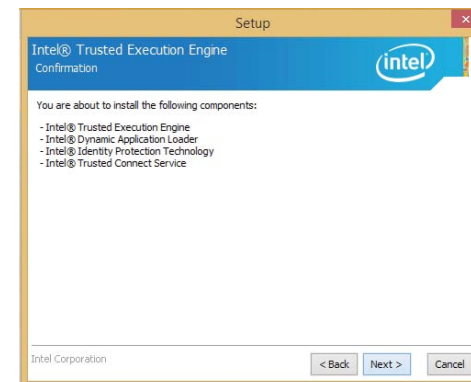 Setup
Intel® Trusted Execution Engine
Confirmation
intel
You are about to install the following components:
- Intel® Trusted Execution Engine
- Intel® Dynamic Application Loader
- Intel® Identity Protection Technology
- Intel® Trusted Connect Service
Intel Corporation
< Back Next > Cancel